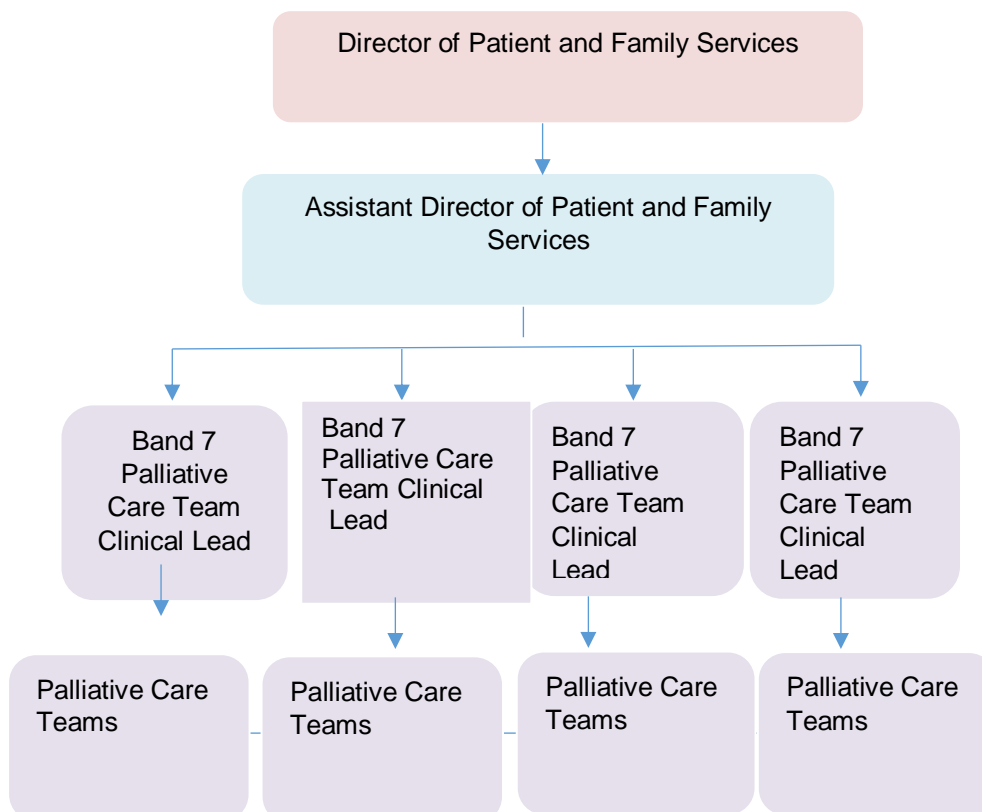 Director of Patient and Family Services
Assistant Director of Patient and Family
Services
Band 7
Palliative
Care Team
Clinical Lead
Band 7
Palliative Care
Team Clinical
Lead
Band 7
Palliative
Care Team
Clinical
Lead
Band 7
Palliative
Care Team
Clinical
Lead
Palliative Care
Teams
Palliative Care
Teams
Palliative Care
Teams
Palliative Care
Teams